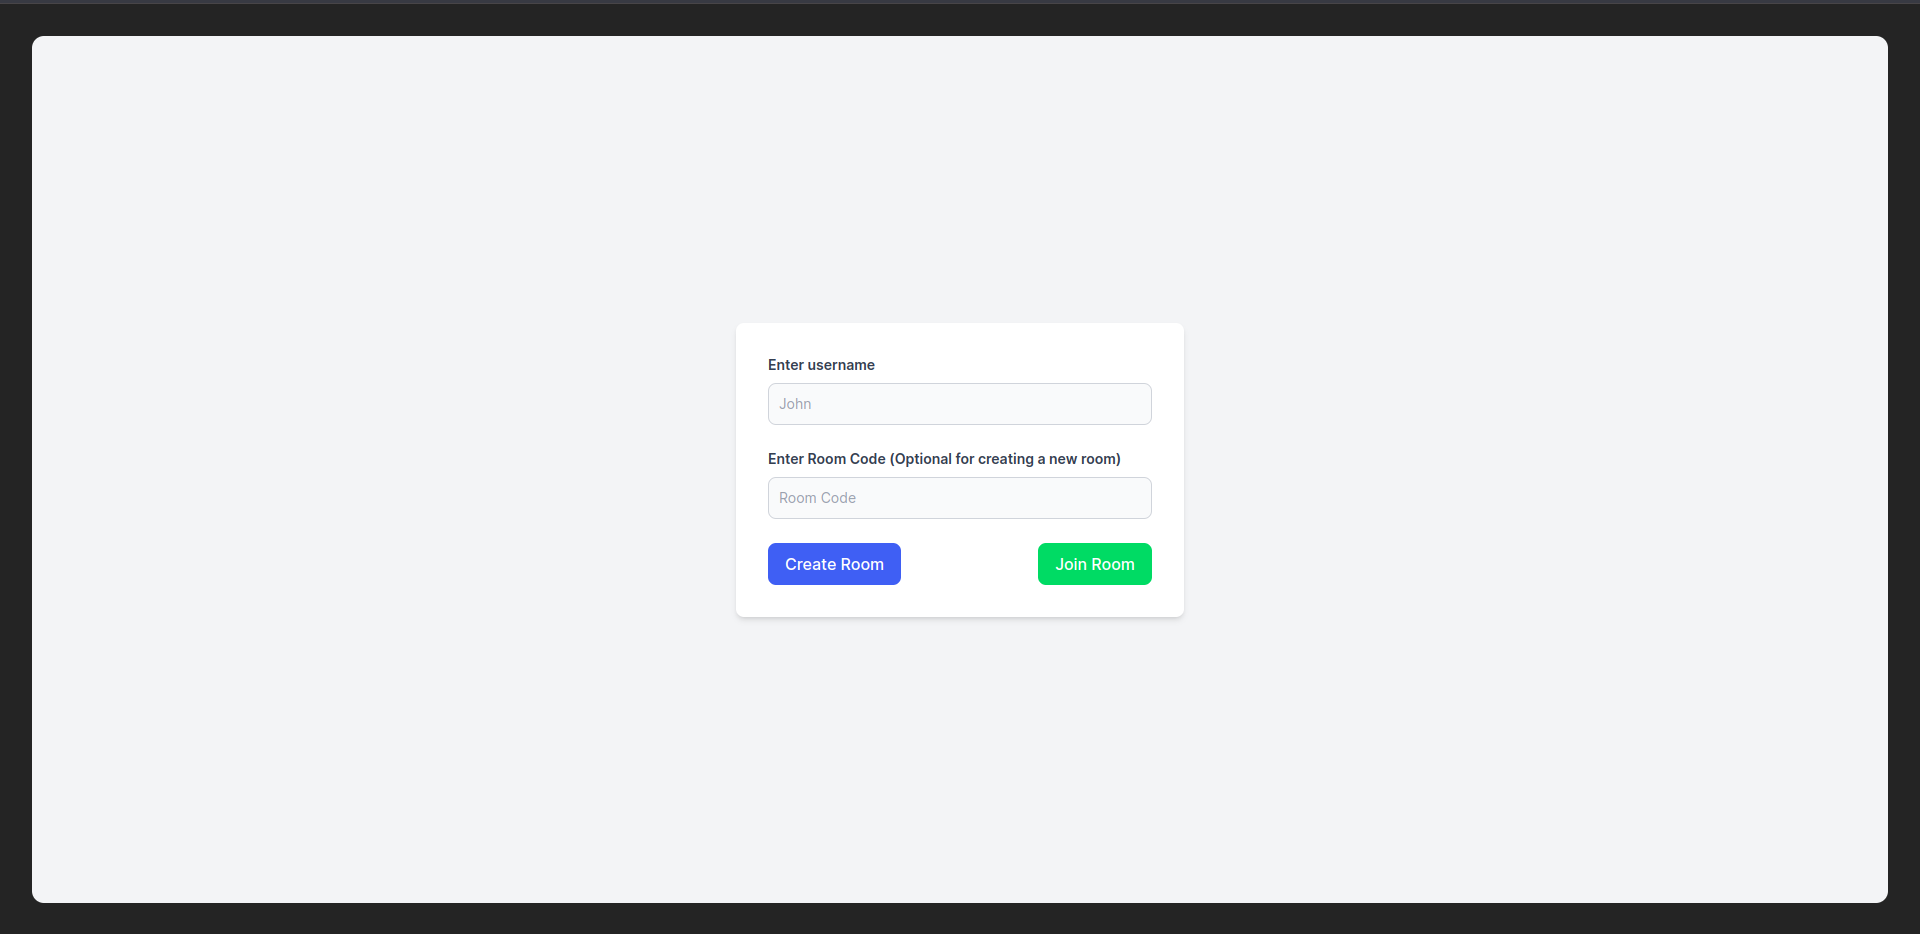 Enter username
John
Enter Room Code (Optional for creating a new room)
Room Code
Create Room
Join Room